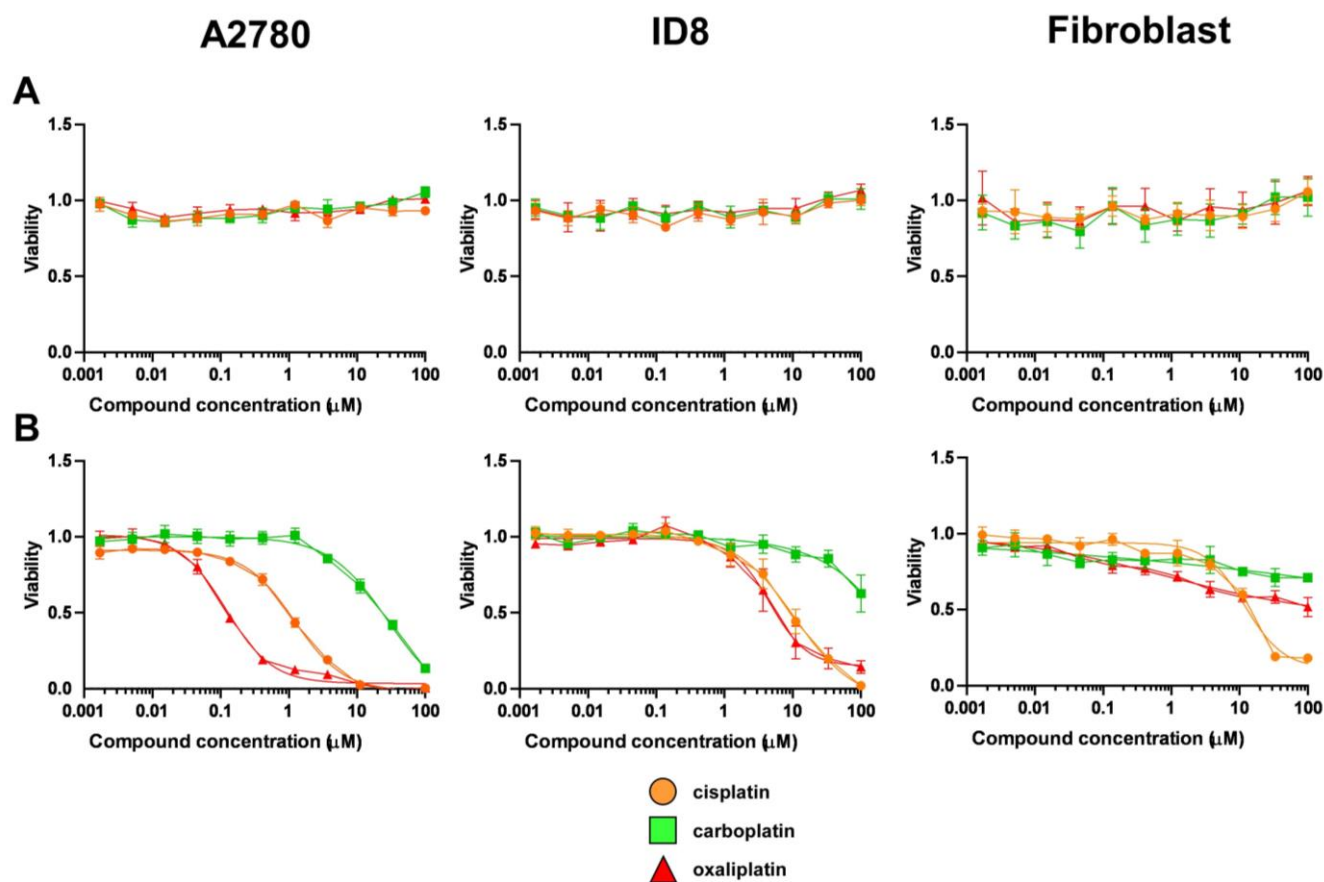 A2780 ID8 Fibroblast
A
1.5 1.5 1.5
1.0 1.0 1.0
0.5 0.5 0.5
0.0 0.0 0.0
Viability Viability Viability
0.001 0.01 0.1 1 10 100 0.001 0.01 0.1 1 10 100 0.001 0.01 0.1 1 10 100
Compound concentration (μM) Compound concentration (μM) Compound concentration (μM)
B
1.5 1.5 1.5
1.0 1.0 1.0
0.5 0.5 0.5
0.0 0.0 0.0
Viability Viability Viability
0.001 0.01 0.1 1 10 100 0.001 0.01 0.1 1 10 100 0.001 0.01 0.1 1 10 100
Compound concentration (μM) Compound concentration (μM) Compound concentration (μM)
cisplatin
carboplatin
oxaliplatin